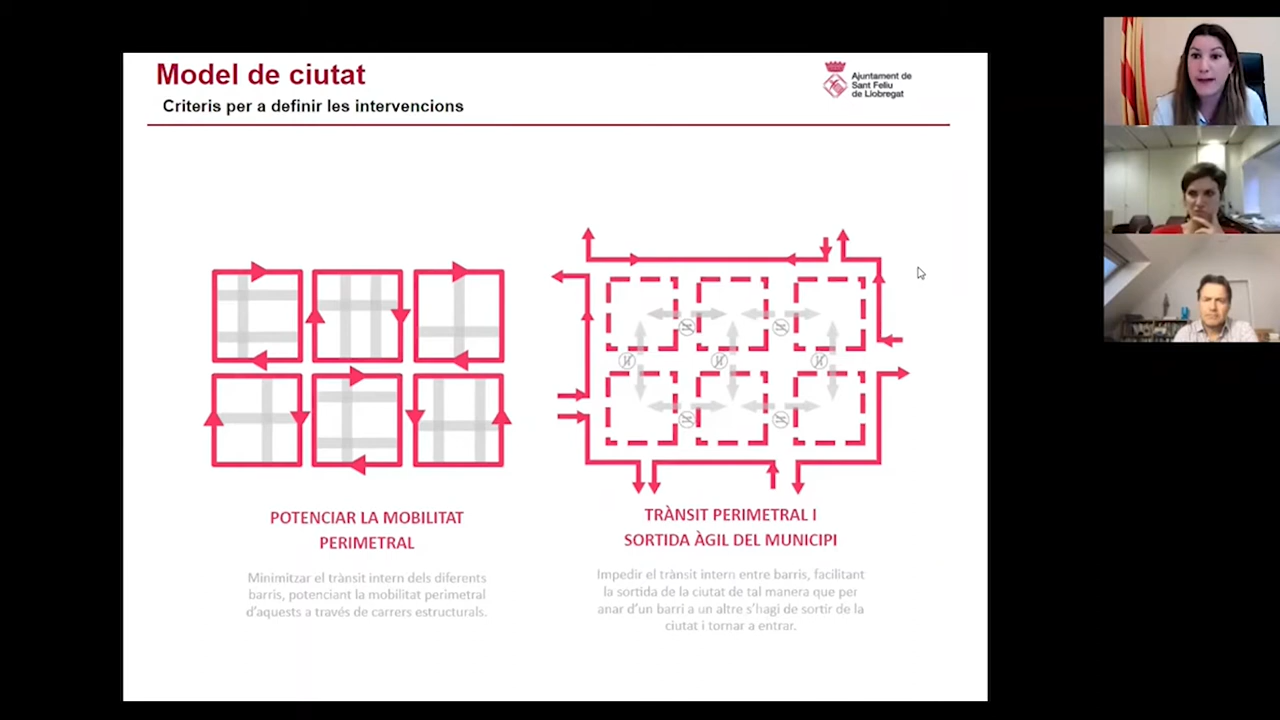 Model de ciutat
Criteris per a definir les intervencions
Ajuntament de
Sant Feliu
de Llobregat
POTENCIAR LA MOBILITAT
PERIMETRAL
Minimitzar el trànsit intern dels diferents
barris, potenciant la mobilitat perimetral
d'aquests a través de carrers estructurals.
TRÀNSIT PERIMETRAL I
SORTIDA ÀGIL DEL MUNICIPI
Impedir el trànsit intern entre barris, facilitant
la sortida de la ciutat de tal manera que per
anar d'un barri a un altre s'hagi de sortir de la
ciutat i tornar a entrar.